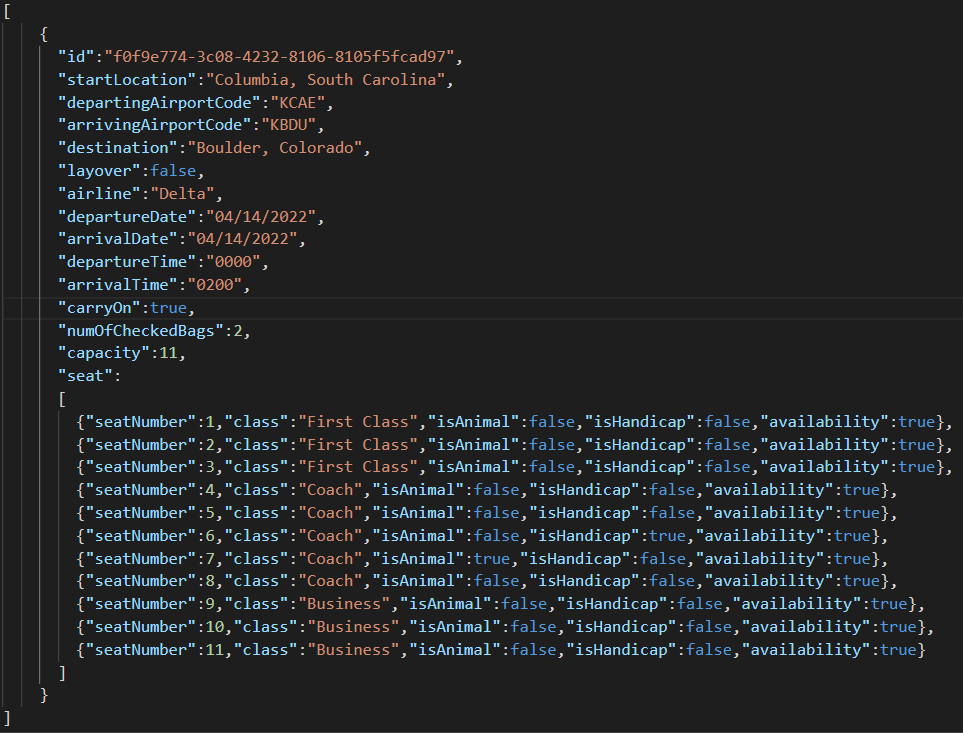 [
{
"id":"f0f9e774-3c08-4232-8106-8105f5fcad97",
"startLocation":"Columbia, South Carolina",
"departingAirportCode":"KCAE",
"arrivingAirportCode":"KBDU",
"destination":"Boulder, Colorado",
"layover":false,
"airline":"Delta",
"departureDate":"04/14/2022",
"arrivalDate":"04/14/2022",
"departureTime":"0000",
"arrivalTime":"0200",
"carryOn":true,
"numOfCheckedBags":2,
"capacity":11,
"seat":
[
{"seatNumber":1,"class":"First Class","isAnimal":false,"isHandicap":false,"availability":true},
{"seatNumber":2,"class":"First Class","isAnimal":false,"isHandicap":false,"availability":true},
{"seatNumber":3,"class":"First Class","isAnimal":false,"isHandicap":false,"availability":true},
{"seatNumber":4,"class":"Coach","isAnimal":false,"isHandicap":false,"availability":true},
{"seatNumber":5,"class":"Coach","isAnimal":false,"isHandicap":false,"availability":true},
{"seatNumber":6,"class":"Coach","isAnimal":false,"isHandicap":true,"availability":true},
{"seatNumber":7,"class":"Coach","isAnimal":true,"isHandicap":false,"availability":true},
{"seatNumber":8,"class":"Coach","isAnimal":false,"isHandicap":false,"availability":true},
{"seatNumber":9,"class":"Business","isAnimal":false,"isHandicap":false,"availability":true},
{"seatNumber":10,"class":"Business","isAnimal":false,"isHandicap":false,"availability":true},
{"seatNumber":11,"class":"Business","isAnimal":false,"isHandicap":false,"availability":true}
]
}
]